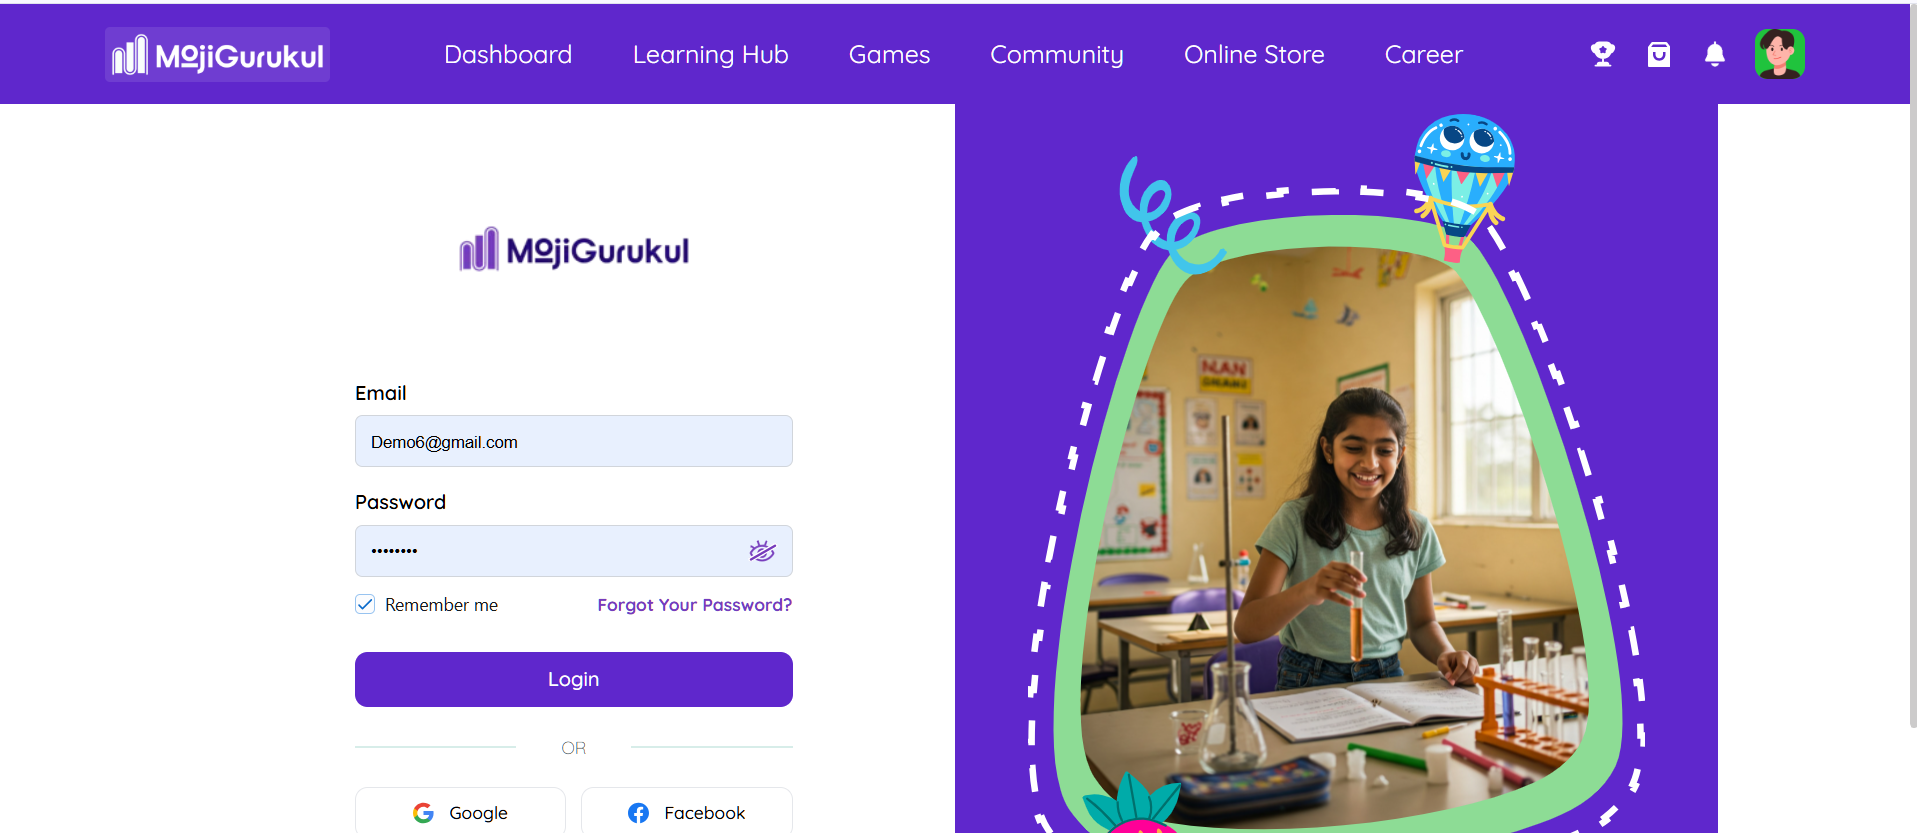 MojiGurukul
Dashboard Learning Hub Games Community Online Store Career
MojiGurukul
Email
Demo6@gmail.com
Password
••••••••
Remember me Forgot Your Password?
Login
OR
Google Facebook